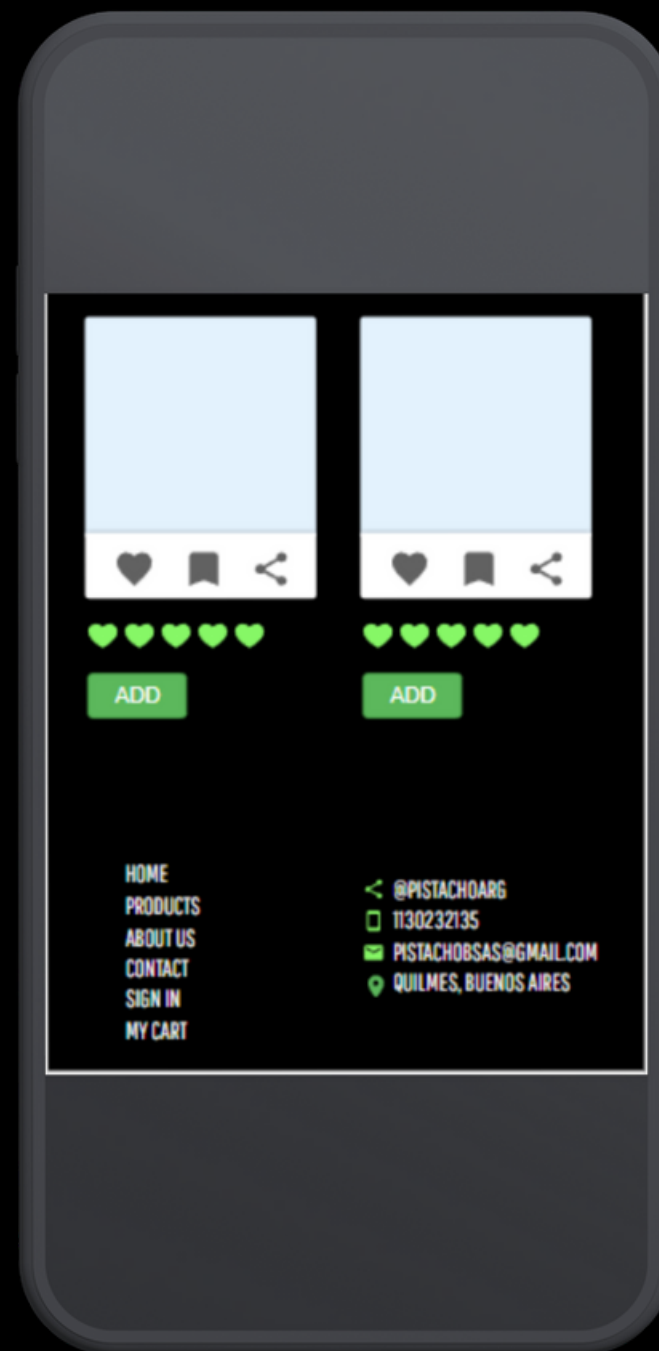 ADD
ADD
HOME
PRODUCTS
ABOUT US
CONTACT
SIGN IN
MY CART
@PISTACHOARG
1130232135
PISTACHOBSAS@GMAIL.COM
QUILMES, BUENOS AIRES